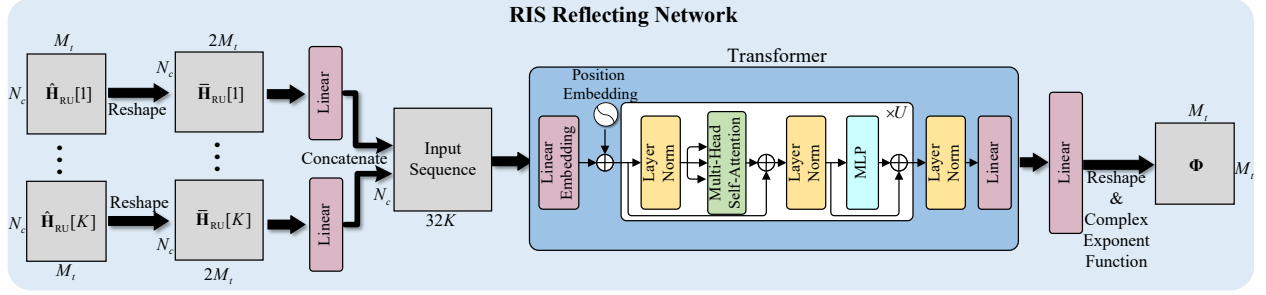 RIS Reflecting Network
M_t
N_c
Ĥ_RU[1]
Reshape
2M_t
N_c
H̄_RU[1]
Linear
Concatenate
N_c
Ĥ_RU[K]
M_t
Reshape
N_c
H̄_RU[K]
2M_t
Linear
Input
Sequence
N_c
32K
Transformer
Position
Embedding
Linear
Embedding
×U
Layer
Norm
Multi-Head
Self-Attention
Layer
Norm
MLP
Layer
Norm
Linear
Linear
Reshape
&
Complex
Exponent
Function
M_t
Φ
M_t